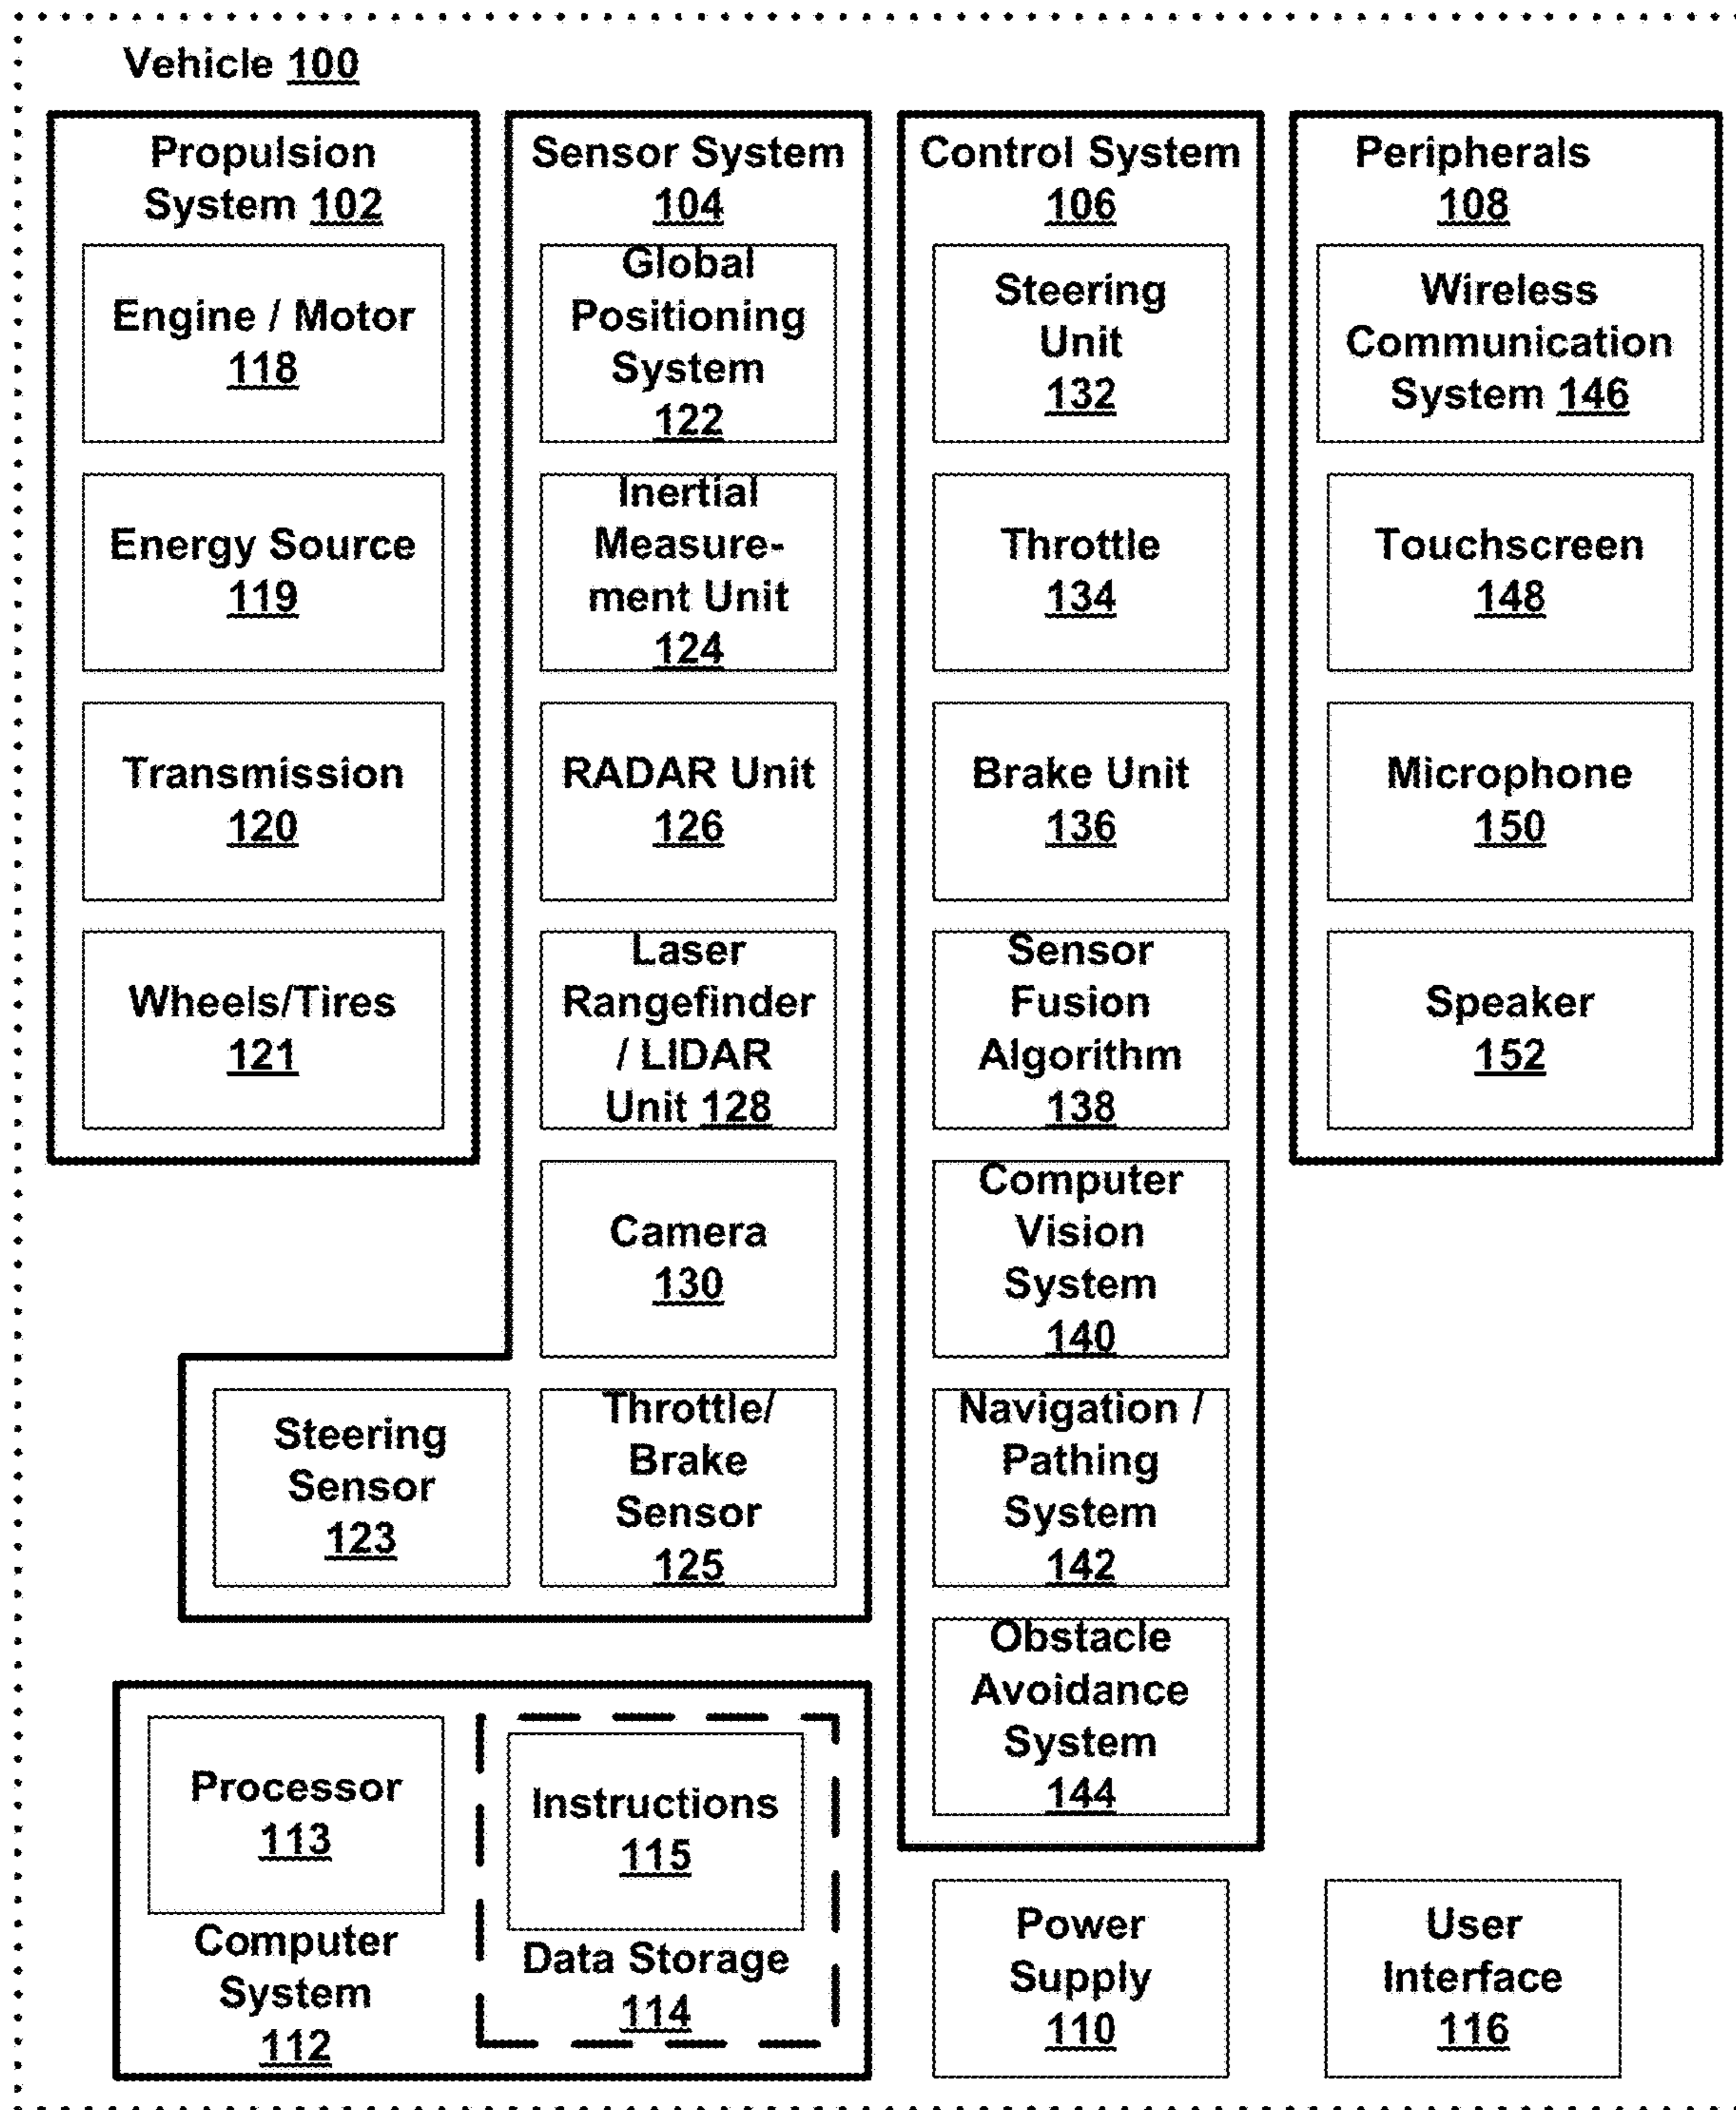 Vehicle 100
Propulsion
System 102
Engine / Motor
118
Energy Source
119
Transmission
120
Wheels/Tires
121
Sensor System
104
Global
Positioning
System
122
Inertial
Measure-
ment Unit
124
RADAR Unit
126
Laser
Rangefinder
/ LIDAR
Unit 128
Camera
130
Steering
Sensor
123
Throttle/
Brake
Sensor
125
Control System
106
Steering
Unit
132
Throttle
134
Brake Unit
136
Sensor
Fusion
Algorithm
138
Computer
Vision
System
140
Navigation /
Pathing
System
142
Obstacle
Avoidance
System
144
Peripherals
108
Wireless
Communication
System 146
Touchscreen
148
Microphone
150
Speaker
152
Processor
113
Computer
System
112
Instructions
115
Data Storage
114
Power
Supply
110
User
Interface
116